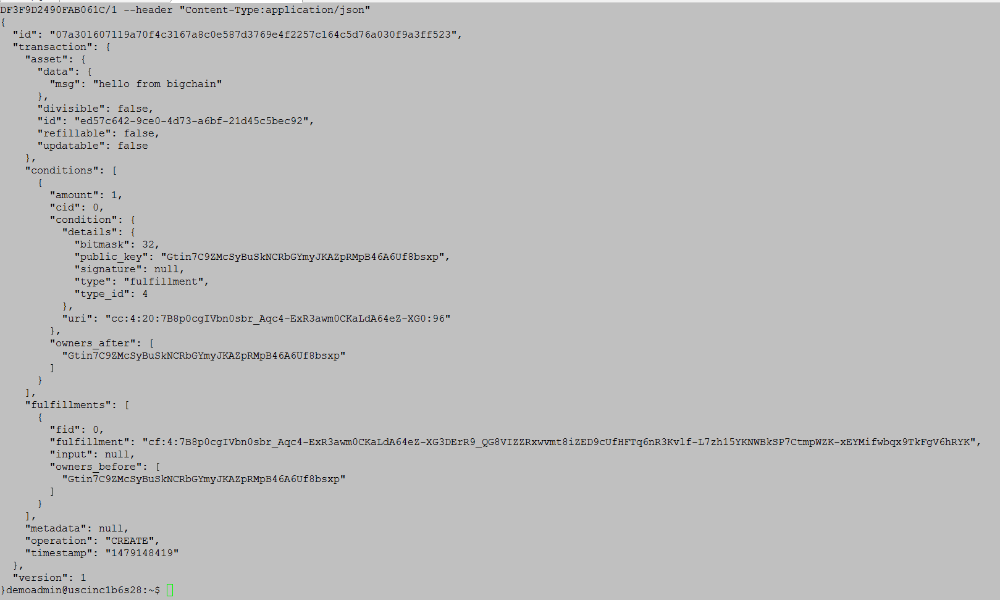 DF3F9D2490FAB061C/1 --header "Content-Type:application/json"
{
  "id": "07a301607119a70f4c3167a8c0e587d3769e4f2257c164c5d76a030f9a3ff523",
  "transaction": {
    "asset": {
      "data": {
        "msg": "hello from bigchain"
      },
      "divisible": false,
      "id": "ed57c642-9ce0-4d73-a6bf-21d45c5bec92",
      "refillable": false,
      "updatable": false
    },
    "conditions": [
      {
        "amount": 1,
        "cid": 0,
        "condition": {
          "details": {
            "bitmask": 32,
            "public_key": "Gtin7C9ZMcSyBuSkNCRbGYmyJKAZpRMpB46A6Uf8bsxp",
            "signature": null,
            "type": "fulfillment",
            "type_id": 4
          },
          "uri": "cc:4:20:7B8p0cgIVbn0sbr_Aqc4-ExR3awm0CKaLdA64eZ-XG0:96"
        },
        "owners_after": [
          "Gtin7C9ZMcSyBuSkNCRbGYmyJKAZpRMpB46A6Uf8bsxp"
        ]
      }
    ],
    "fulfillments": [
      {
        "fid": 0,
        "fulfillment": "cf:4:7B8p0cgIVbn0sbr_Aqc4-ExR3awm0CKaLdA64eZ-XG3DErR9_QG8VIZZRxwvmt8iZED9cUfHFTq6nR3Kvlf-L7zh15YKNWBkSP7CtmpWZK-xEYMifwbqx9TkFgV6hRYK",
        "input": null,
        "owners_before": [
          "Gtin7C9ZMcSyBuSkNCRbGYmyJKAZpRMpB46A6Uf8bsxp"
        ]
      }
    ],
    "metadata": null,
    "operation": "CREATE",
    "timestamp": "1479148419"
  },
  "version": 1
}demoadmin@uscinc1b6s28:~$